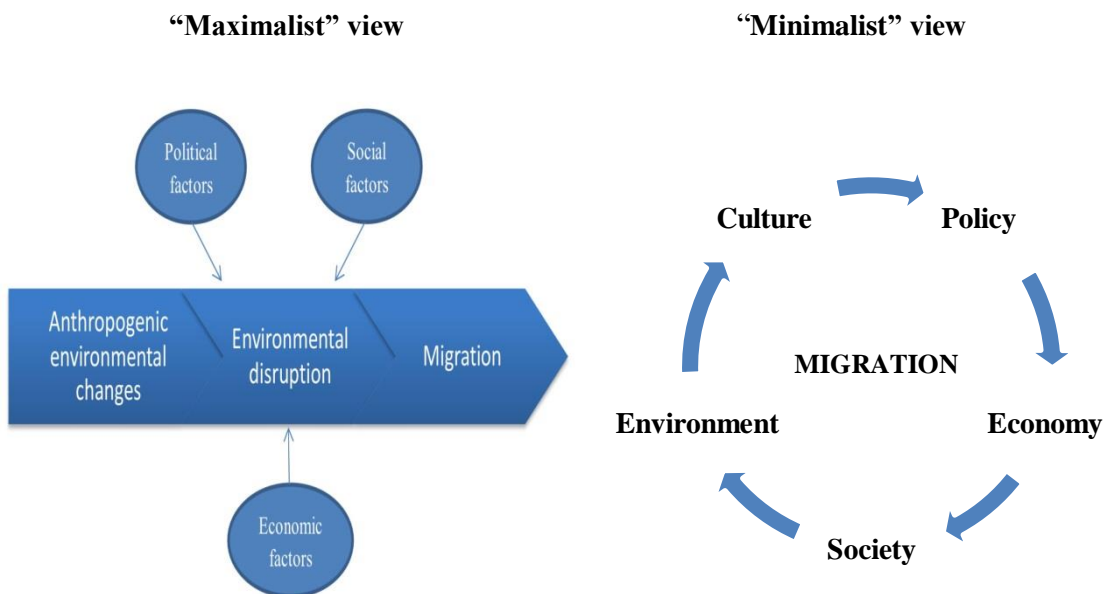 “Maximalist” view
Political
factors
Social
factors
Anthropogenic
environmental
changes
Environmental
disruption
Migration
Economic
factors
“Minimalist” view
Culture
Policy
MIGRATION
Environment
Economy
Society